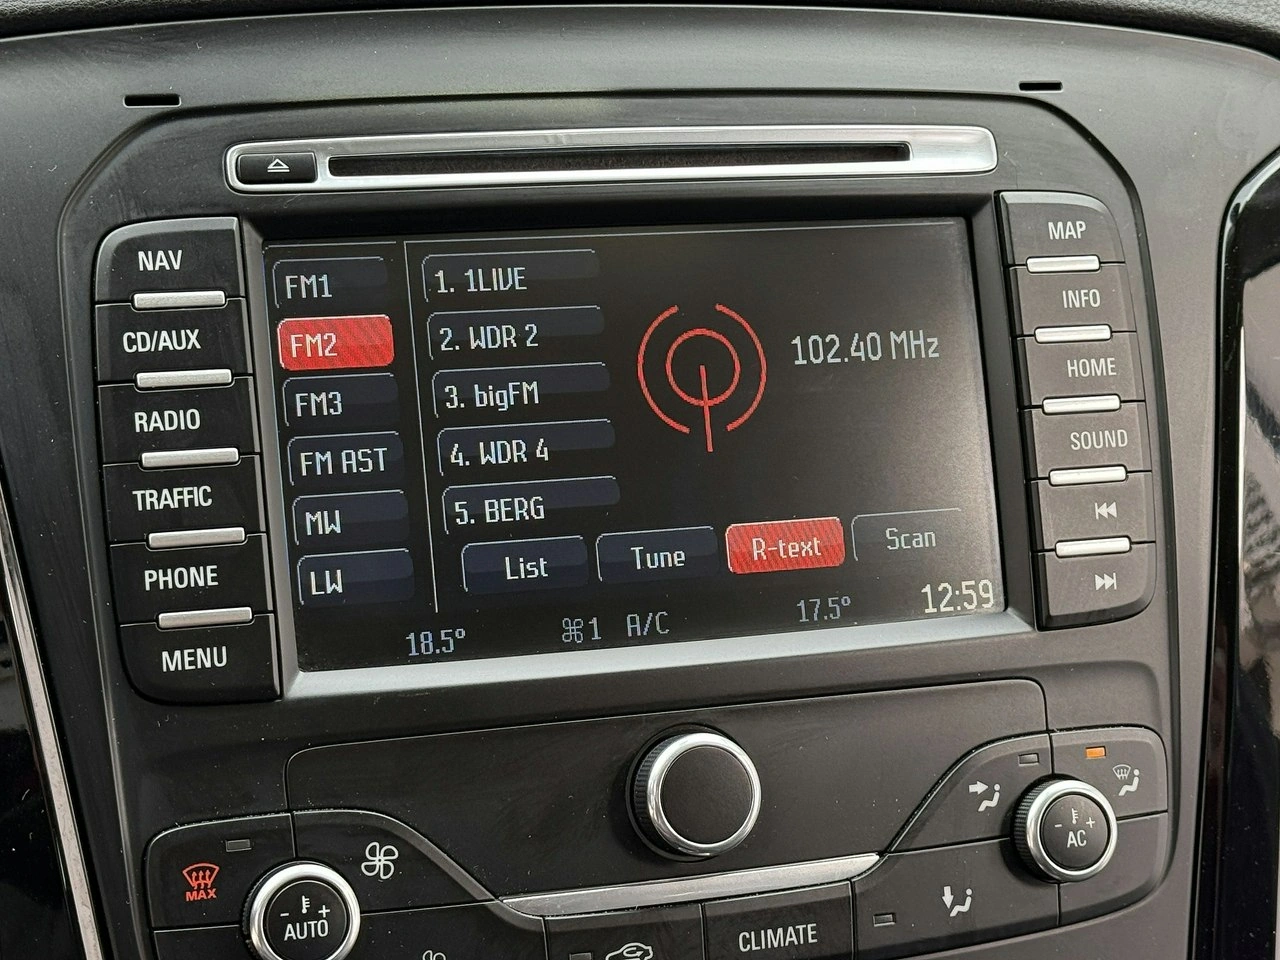 NAV
CD/AUX
RADIO
TRAFFIC
PHONE
MENU
FM1
FM2
FM3
FM AST
MW
LW
1. 1LIVE
2. WDR 2
3. bigFM
4. WDR 4
5. BERG
102.40 MHz
List
Tune
R-text
Scan
18.5°
1 A/C
17.5°
12:59
MAP
INFO
HOME
SOUND
MAX
- +
AUTO
CLIMATE
- +
AC